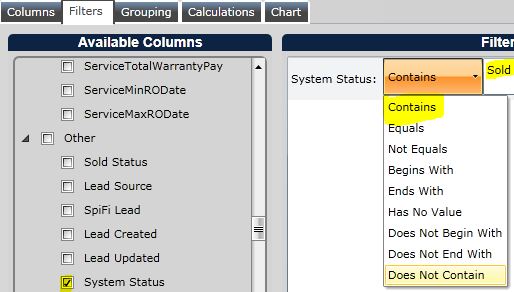 Columns Filters Grouping Calculations Chart
Available Columns
ServiceTotalWarrantyPay
ServiceMinRODate
ServiceMaxRODate
Other
Sold Status
Lead Source
SpiFi Lead
Lead Created
Lead Updated
System Status
Filter
System Status: Contains Sold
Contains
Equals
Not Equals
Begins With
Ends With
Has No Value
Does Not Begin With
Does Not End With
Does Not Contain